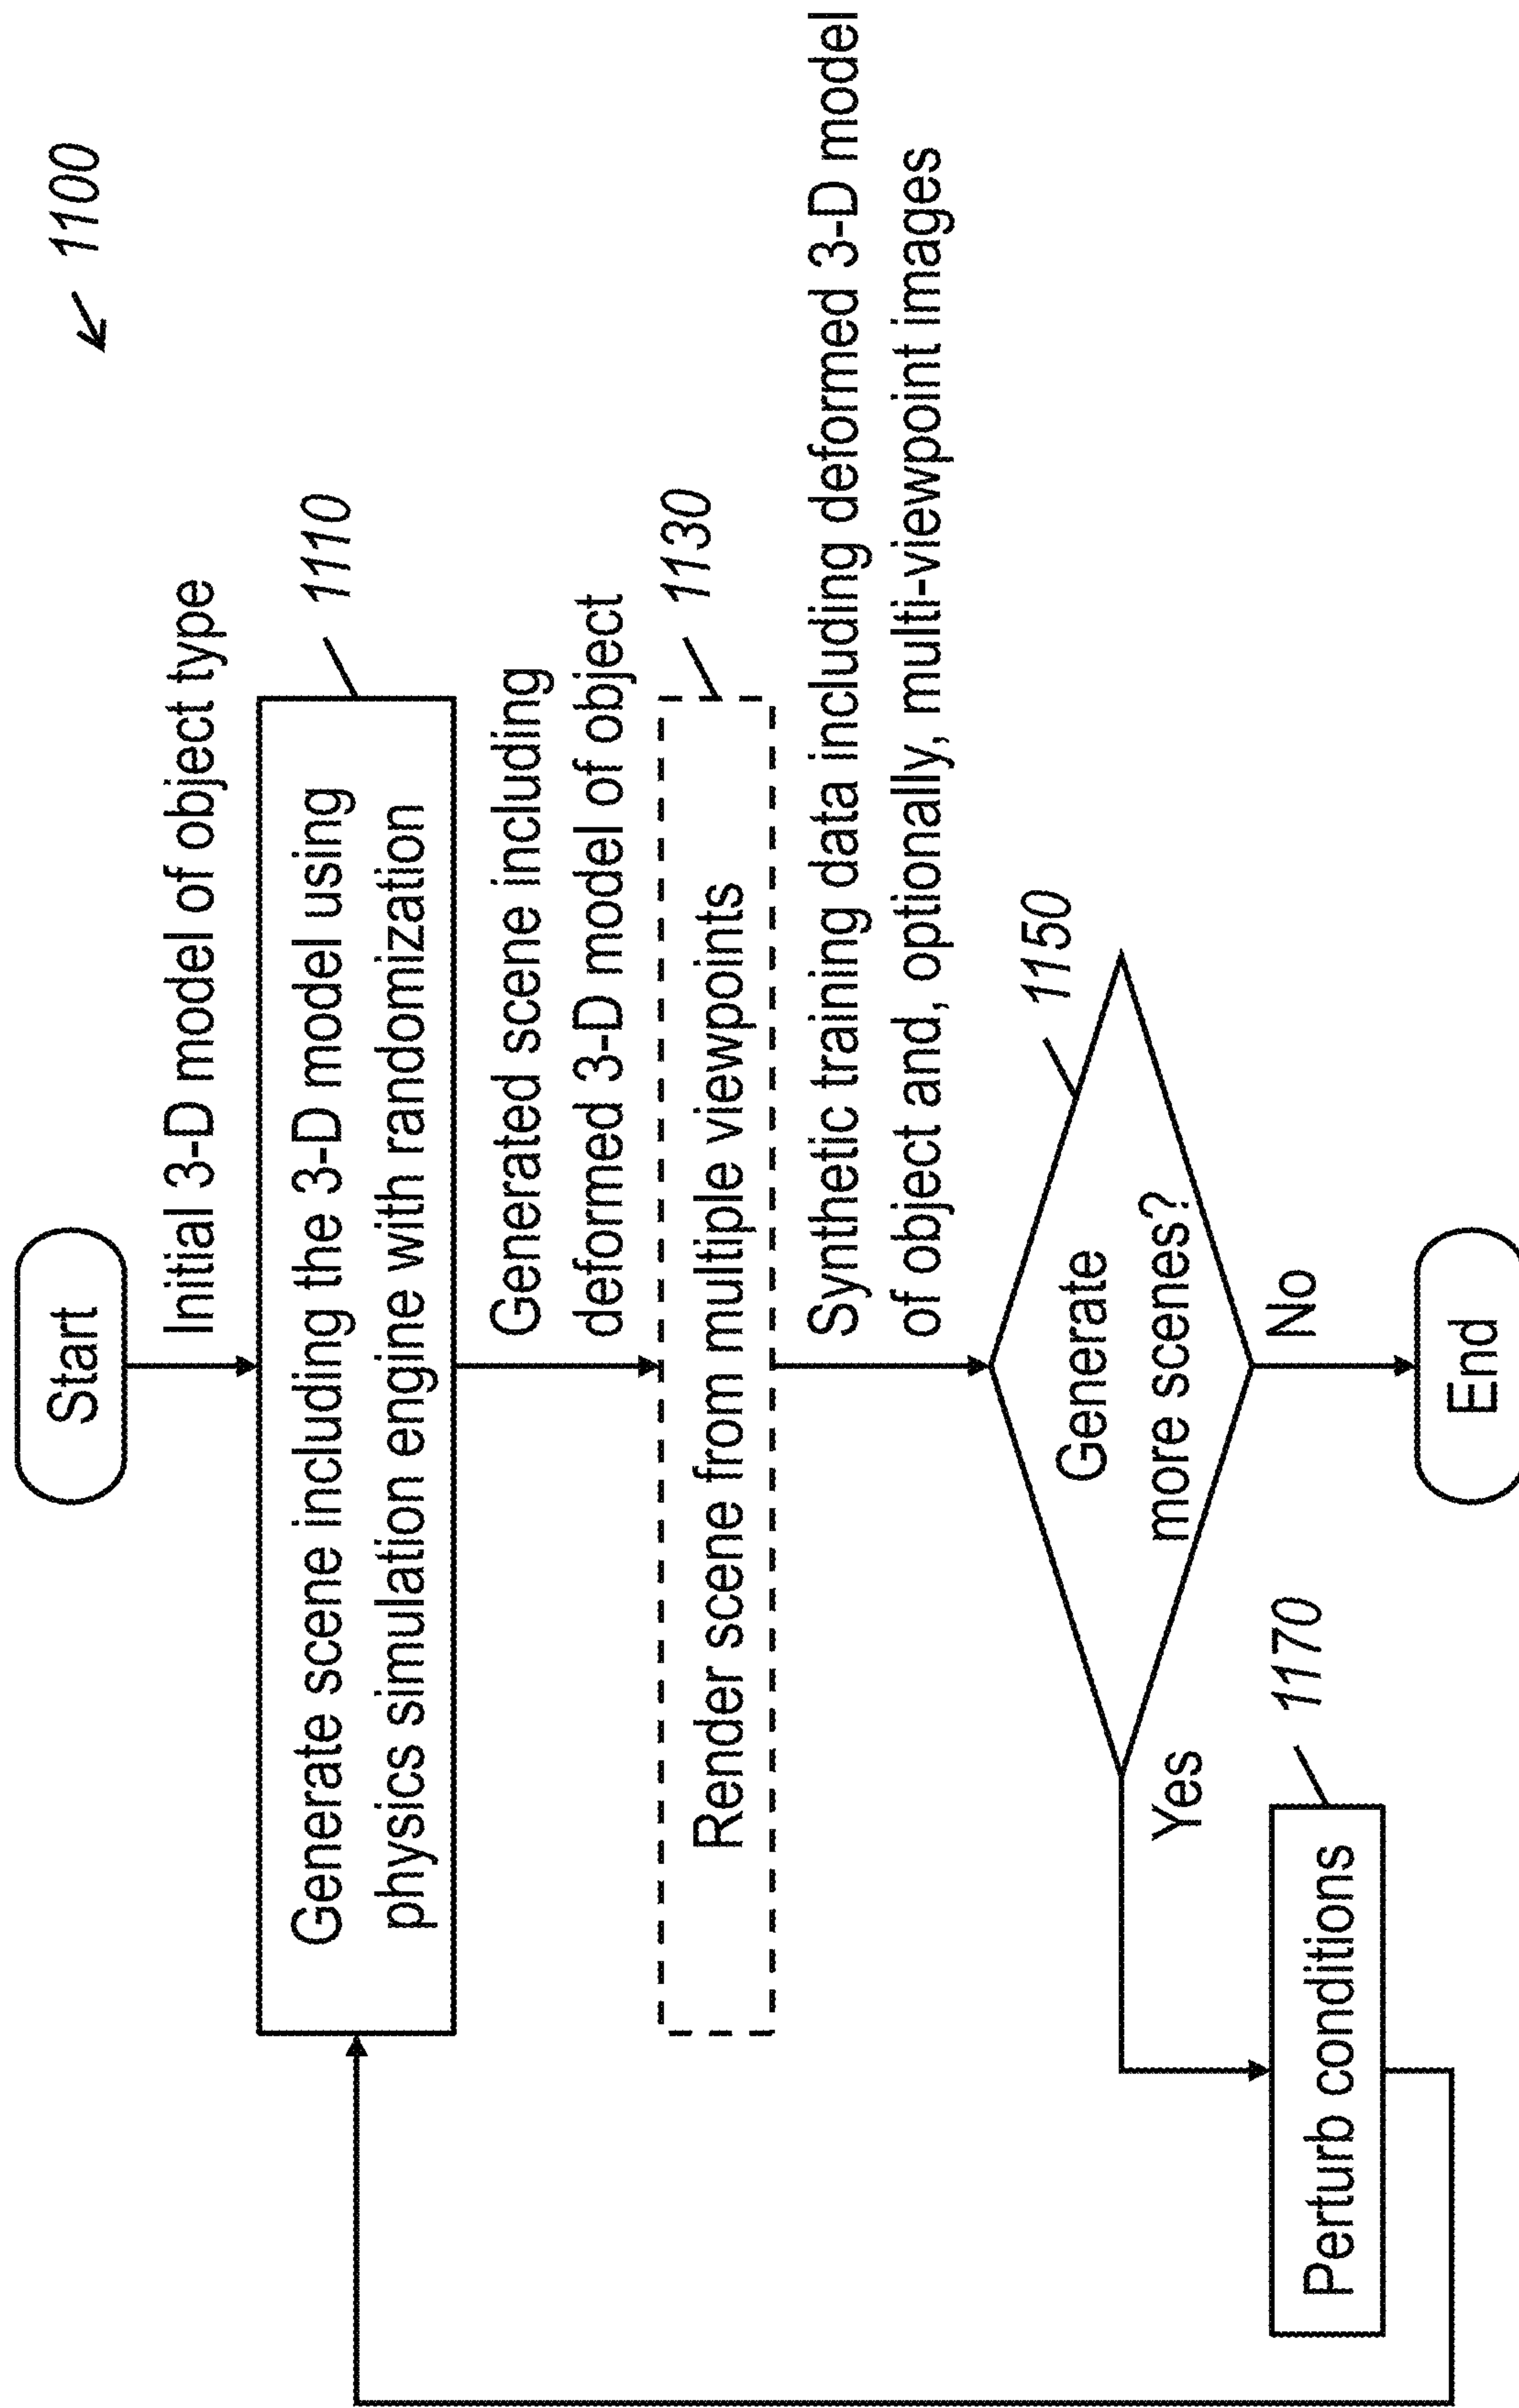 1100
Start
Initial 3-D model of object type
1110
Generate scene including the 3-D model using
physics simulation engine with randomization
Generated scene including
deformed 3-D model of object
1130
Render scene from multiple viewpoints
Synthetic training data including deformed 3-D model
of object and, optionally, multi-viewpoint images
1150
Generate
more scenes?
Yes
No
1170
Perturb conditions
End